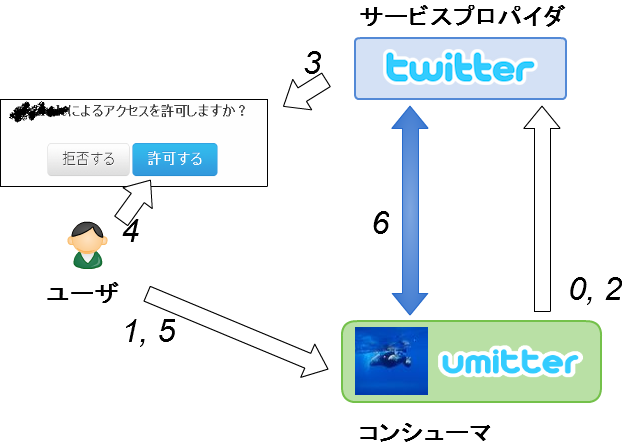 サービスプロバイダ
twitter
3
によるアクセスを許可しますか？
拒否する
許可する
4
6
ユーザ
0, 2
1, 5
umitter
コンシューマ